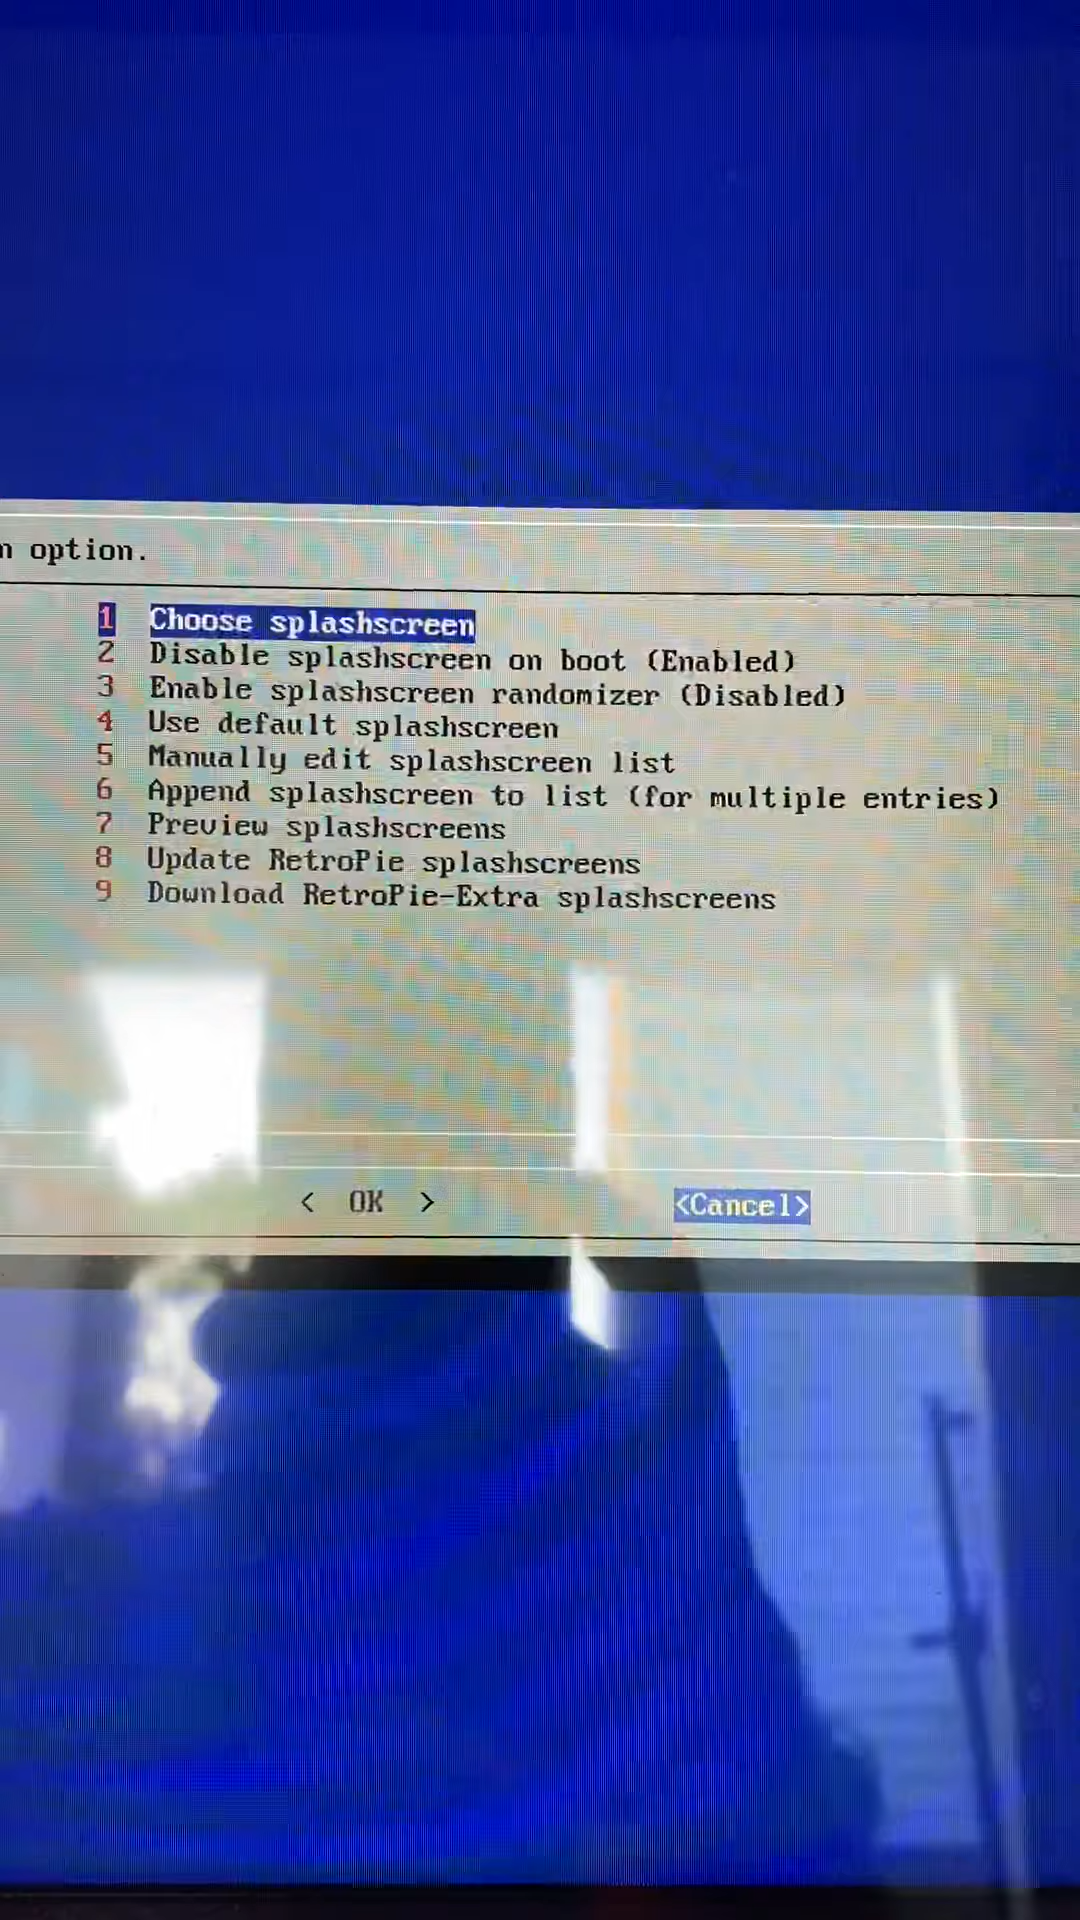 n option.
1 Choose splashscreen
2 Disable splashscreen on boot (Enabled)
3 Enable splashscreen randomizer (Disabled)
4 Use default splashscreen
5 Manually edit splashscreen list
6 Append splashscreen to list (for multiple entries)
7 Preview splashscreens
8 Update RetroPie splashscreens
9 Download RetroPie-Extra splashscreens
< OK > <Cancel>